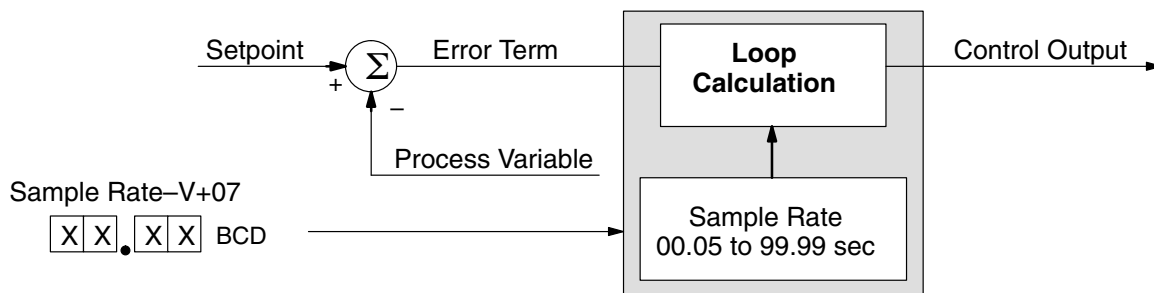 Setpoint
Error Term
Loop
Calculation
Control Output
Σ
+
–
Process Variable
Sample Rate–V+07
X X . X X BCD
Sample Rate
00.05 to 99.99 sec